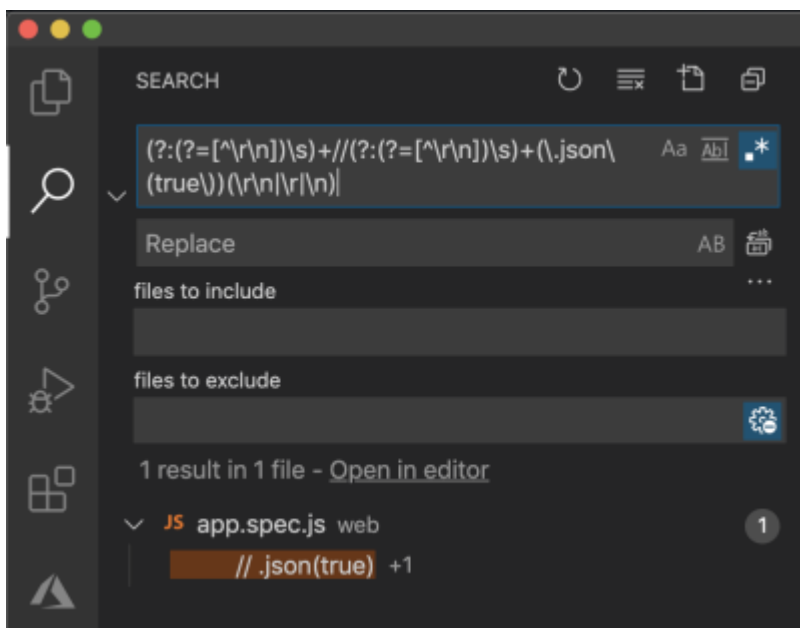 SEARCH
(?:(?=[^\r\n])\s)+//(?:(?=[^\r\n])\s)+(\.json\
(true\))(\r\n|\r|\n)
Aa Abl .*
Replace
AB
files to include
...
files to exclude
1 result in 1 file - Open in editor
JS app.spec.js web
1
// .json(true) +1